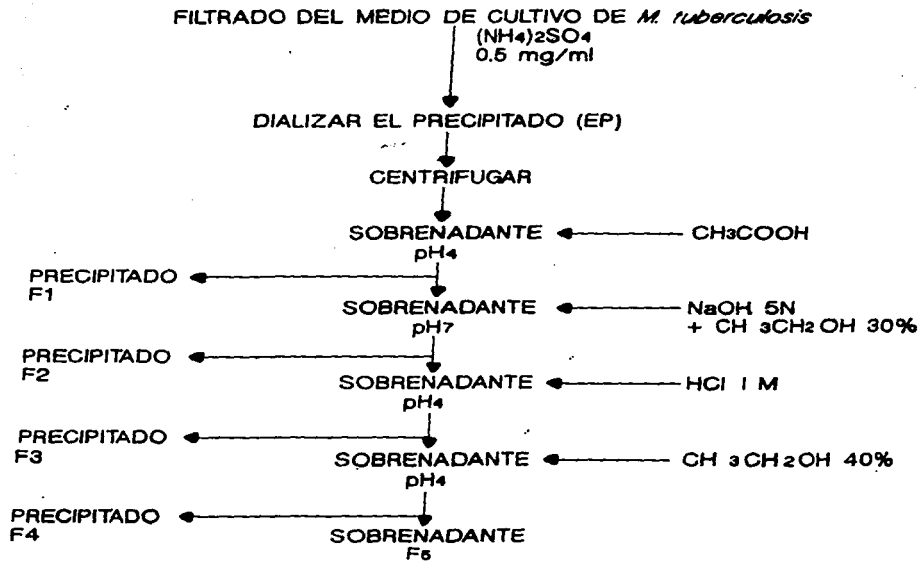 FILTRADO DEL MEDIO DE CULTIVO DE M. tuberculosis
(NH4)2SO4
0.5 mg/ml
DIALIZAR EL PRECIPITADO (EP)
CENTRIFUGAR
SOBRENADANTE CH3COOH
pH4
PRECIPITADO
F1
SOBRENADANTE NaOH 5N
pH7 + CH 3CH2 OH 30%
PRECIPITADO
F2
SOBRENADANTE HCl I M
pH4
PRECIPITADO
F3
SOBRENADANTE CH 3CH2OH 40%
pH4
PRECIPITADO
F4
SOBRENADANTE
F5